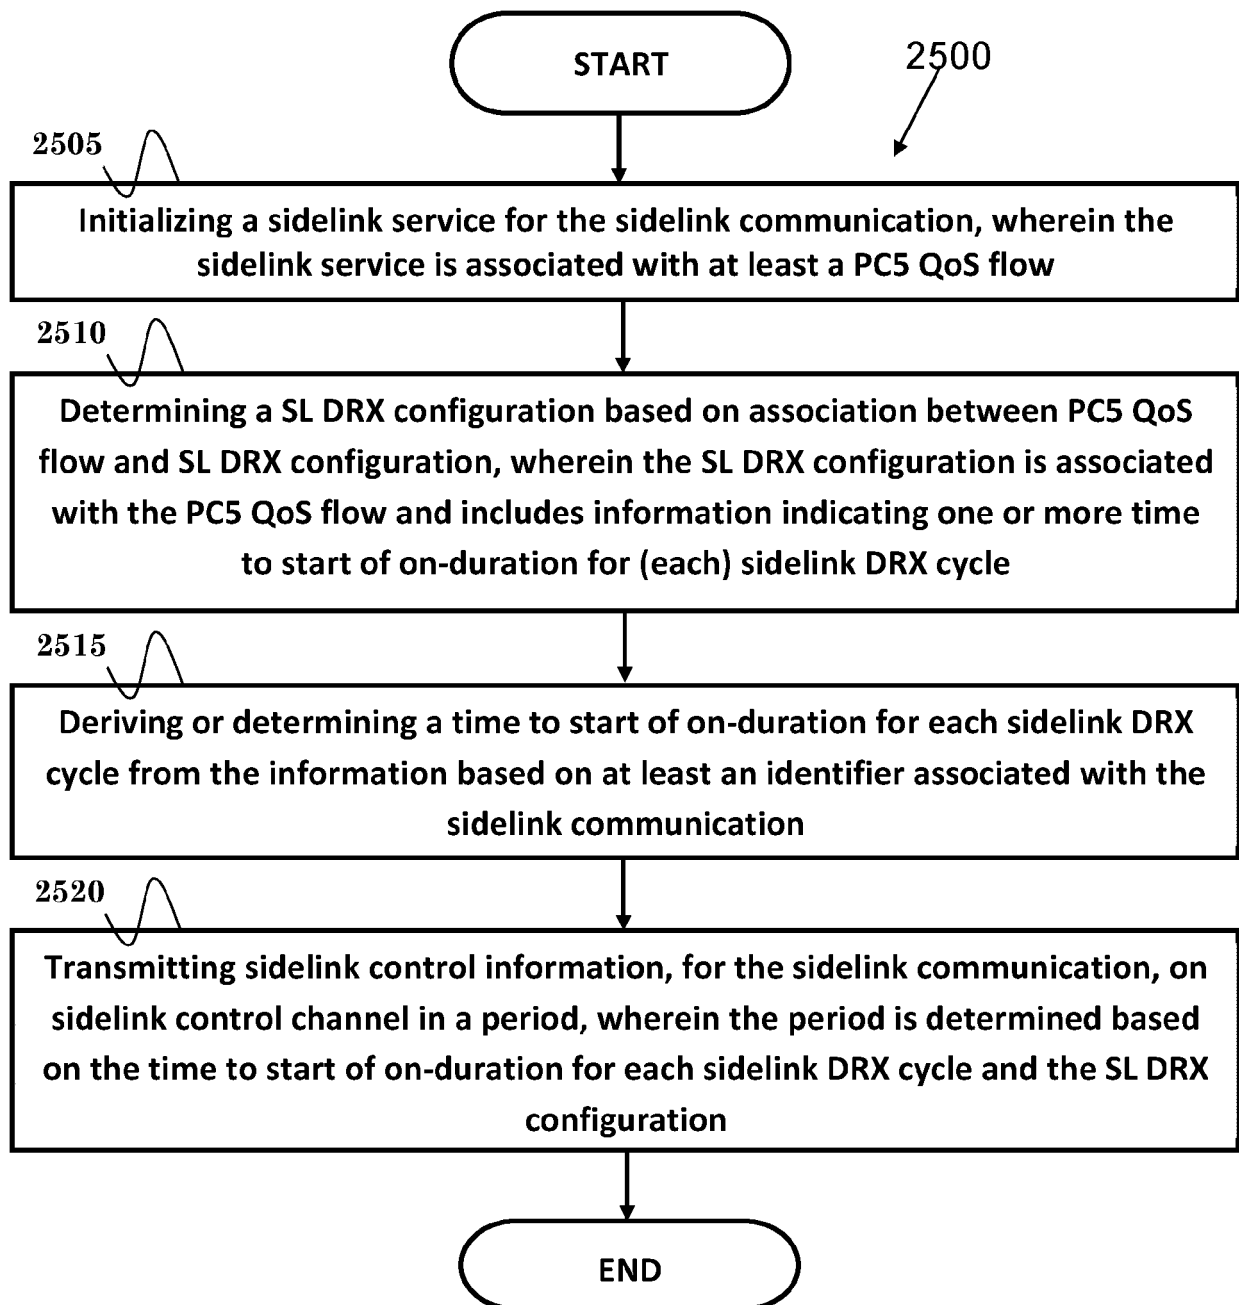 START
2500
2505
Initializing a sidelink service for the sidelink communication, wherein the
sidelink service is associated with at least a PC5 QoS flow
2510
Determining a SL DRX configuration based on association between PC5 QoS
flow and SL DRX configuration, wherein the SL DRX configuration is associated
with the PC5 QoS flow and includes information indicating one or more time
to start of on-duration for (each) sidelink DRX cycle
2515
Deriving or determining a time to start of on-duration for each sidelink DRX
cycle from the information based on at least an identifier associated with the
sidelink communication
2520
Transmitting sidelink control information, for the sidelink communication, on
sidelink control channel in a period, wherein the period is determined based
on the time to start of on-duration for each sidelink DRX cycle and the SL DRX
configuration
END